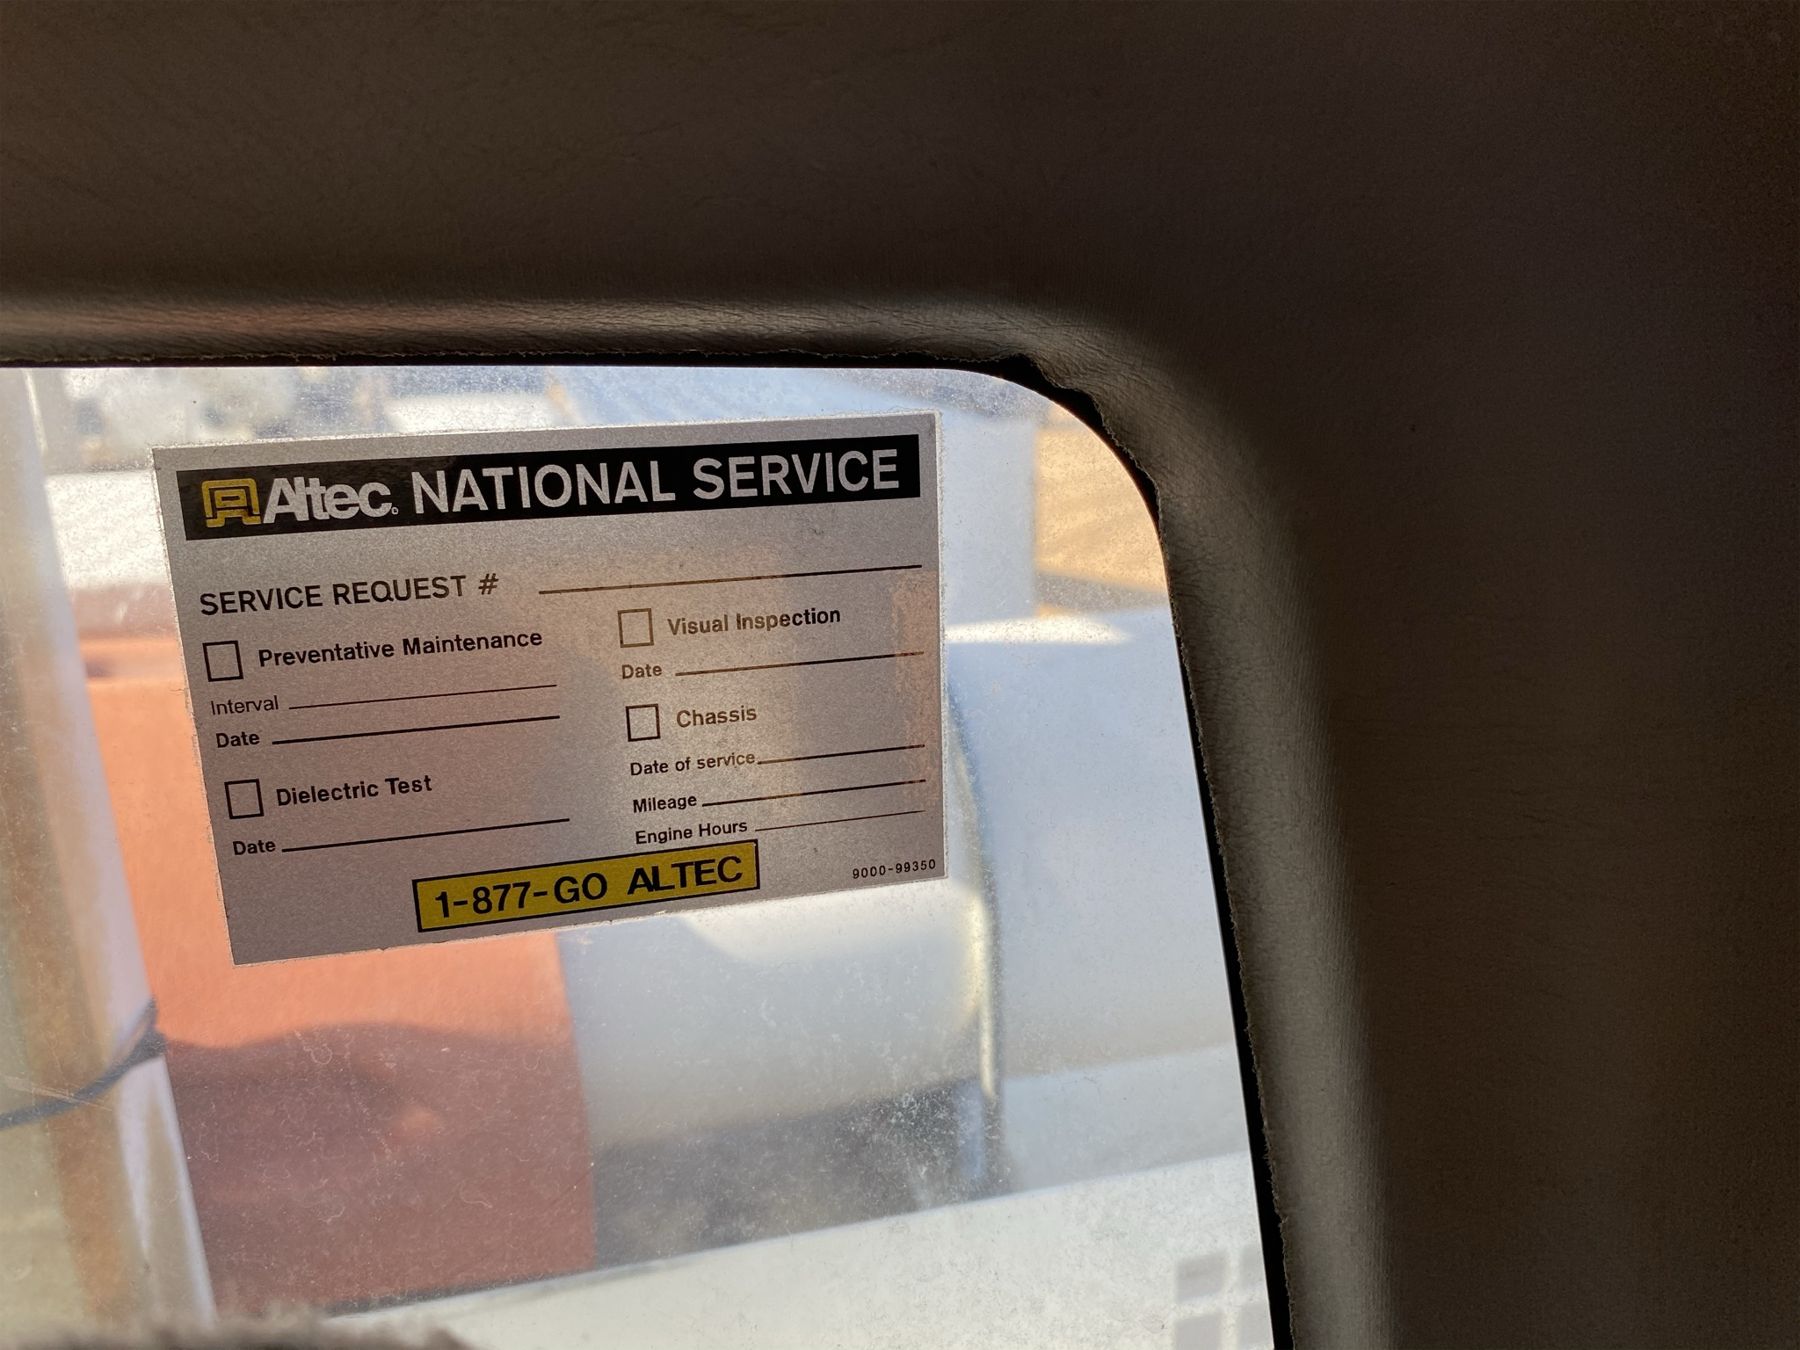 Altec. NATIONAL SERVICE
SERVICE REQUEST #
Preventative Maintenance
Interval
Date
Dielectric Test
Date
Visual Inspection
Date
Chassis
Date of service
Mileage
Engine Hours
1-877-GO ALTEC
9000-99350